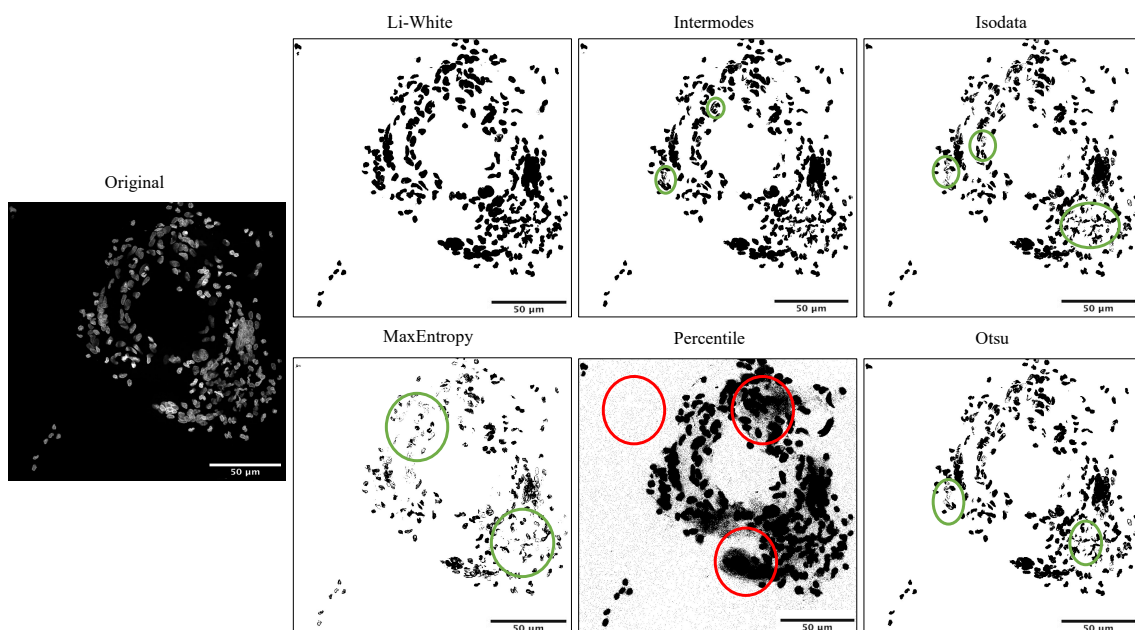 Li-White
Intermodes
Isodata
Original
50 µm
50 µm
50 µm
50 µm
MaxEntropy
Percentile
Otsu
50 µm
50 µm
50 µm